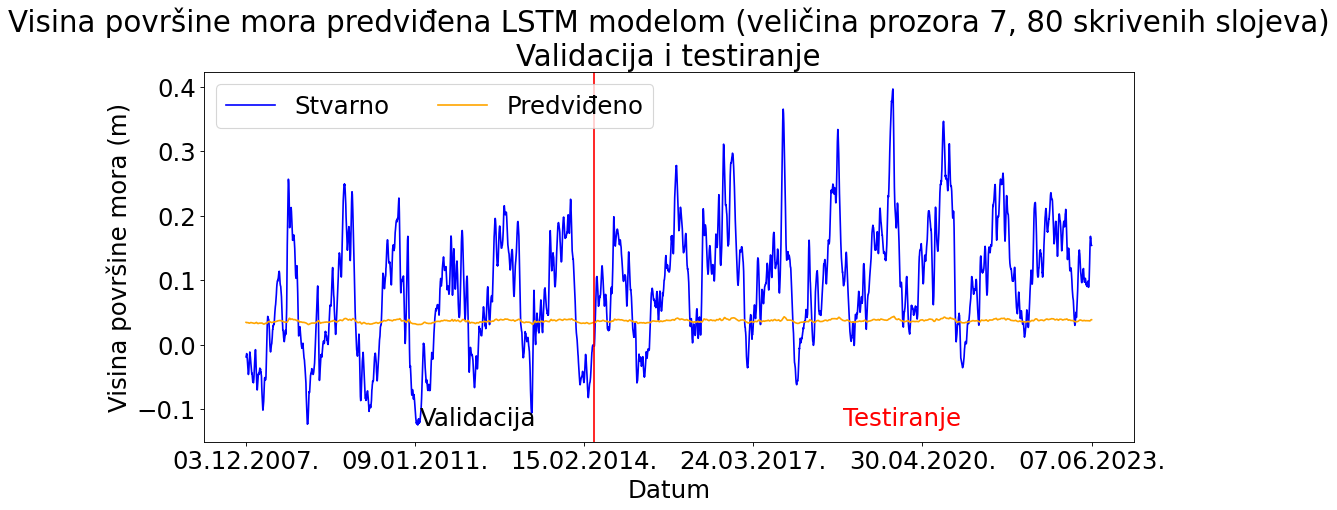 Visina površine mora predviđena LSTM modelom (veličina prozora 7, 80 skrivenih slojeva)
Validacija i testiranje
Stvarno
Predviđeno
Visina površine mora (m)
0.4
0.3
0.2
0.1
0.0
−0.1
Validacija
Testiranje
03.12.2007.
09.01.2011.
15.02.2014.
24.03.2017.
30.04.2020.
07.06.2023.
Datum